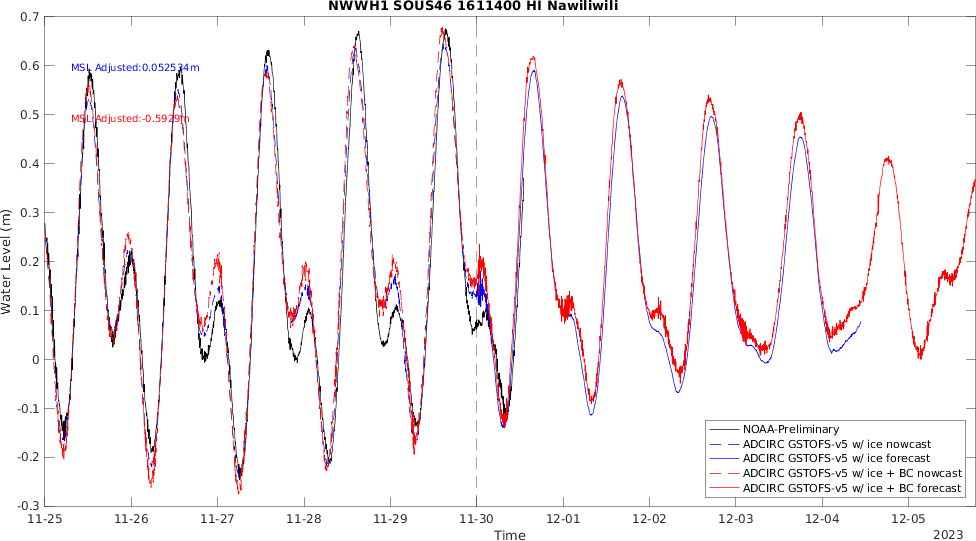 NWWH1 SOUS46 1611400 HI Nawiliwili
0.7
0.6
0.5
0.4
0.3
0.2
0.1
0
-0.1
-0.2
-0.3
Water Level (m)
MSL Adjusted:0.052534m
MSL Adjusted:-0.5929m
NOAA-Preliminary
ADCIRC GSTOFS-v5 w/ ice nowcast
ADCIRC GSTOFS-v5 w/ ice forecast
ADCIRC GSTOFS-v5 w/ ice + BC nowcast
ADCIRC GSTOFS-v5 w/ ice + BC forecast
11-25 11-26 11-27 11-28 11-29 11-30 12-01 12-02 12-03 12-04 12-05
Time
2023